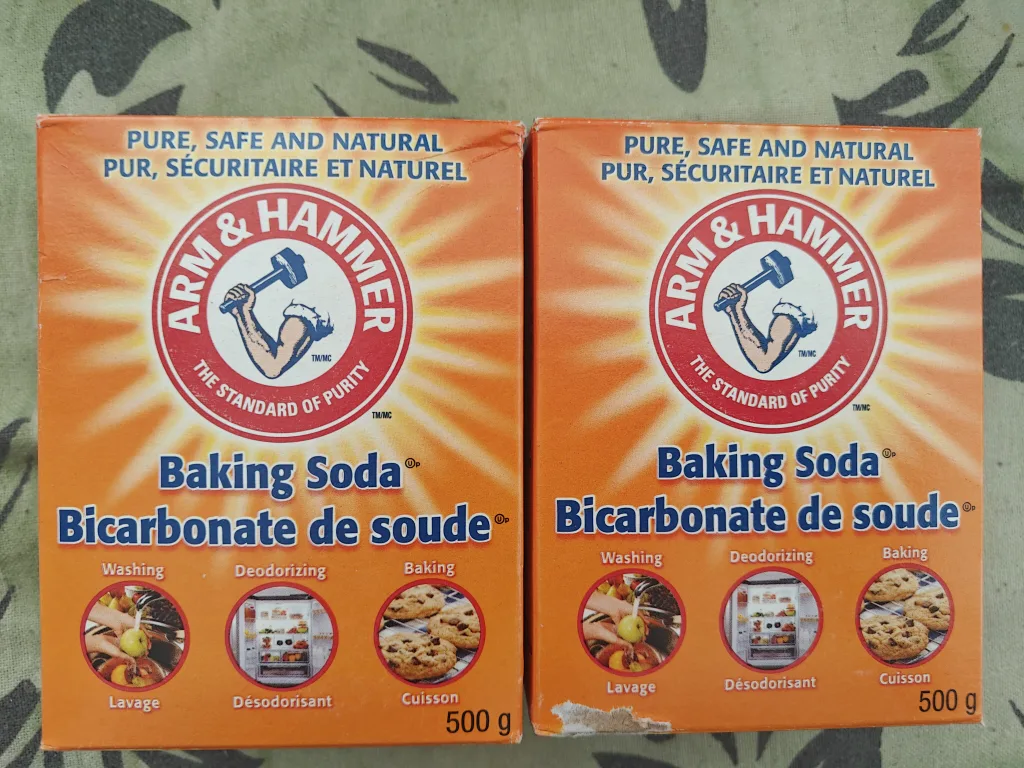 PURE, SAFE AND NATURAL
PUR, SÉCURITAIRE ET NATUREL
ARM & HAMMER
TM/MC
THE STANDARD OF PURITY
TM/MC
Baking Soda
Bicarbonate de soude
Washing Deodorizing Baking
Lavage Désodorisant Cuisson
500 g
PURE, SAFE AND NATURAL
PUR, SÉCURITAIRE ET NATUREL
ARM & HAMMER
TM/MC
THE STANDARD OF PURITY
TM/MC
Baking Soda
Bicarbonate de soude
Washing Deodorizing Baking
Lavage Désodorisant Cuisson
500 g